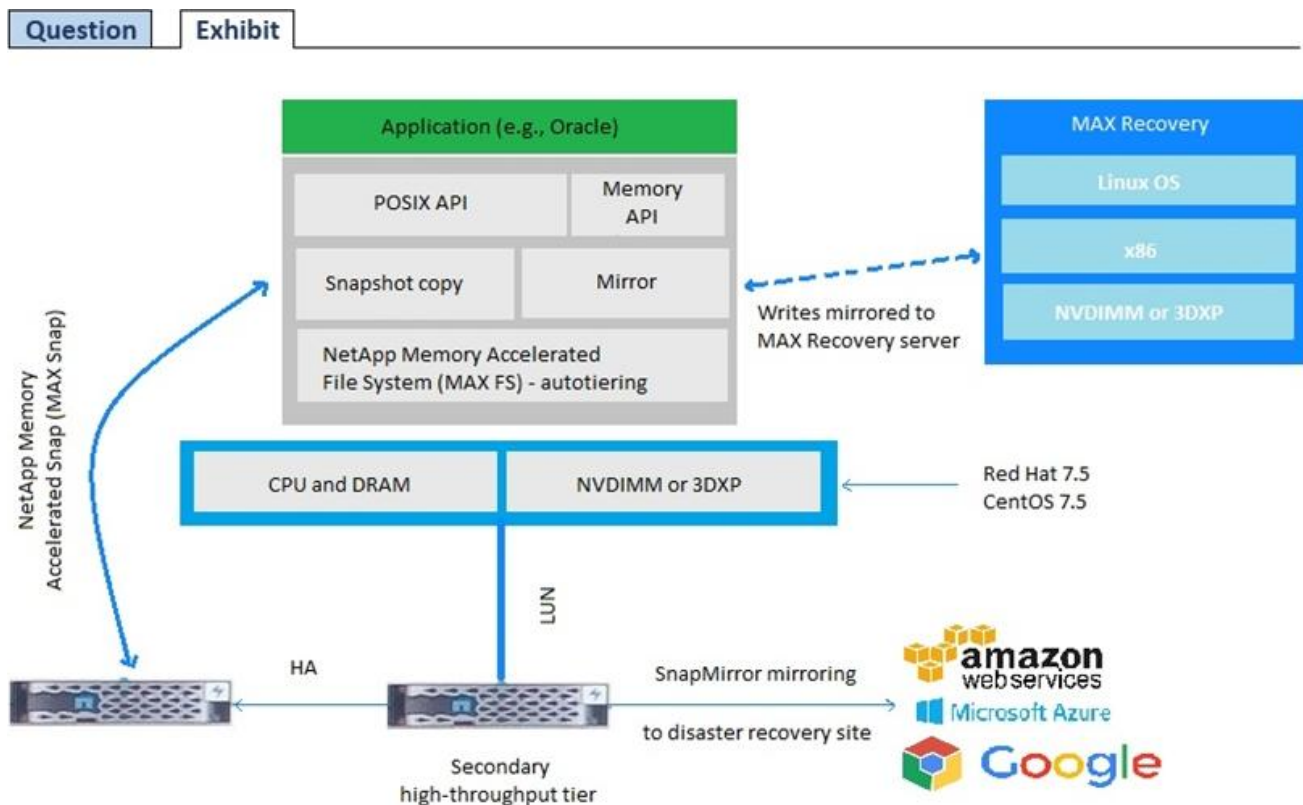 Question
Exhibit
Application (e.g., Oracle)
POSIX API
Memory
API
Snapshot copy
Mirror
NetApp Memory Accelerated
File System (MAX FS) - autotiering
MAX Recovery
Linux OS
x86
NVDIMM or 3DXP
Writes mirrored to
MAX Recovery server
NetApp Memory
Accelerated Snap (MAX Snap)
CPU and DRAM
NVDIMM or 3DXP
Red Hat 7.5
CentOS 7.5
LUN
HA
SnapMirror mirroring
to disaster recovery site
Secondary
high-throughput tier
amazon
webservices
Microsoft Azure
Google